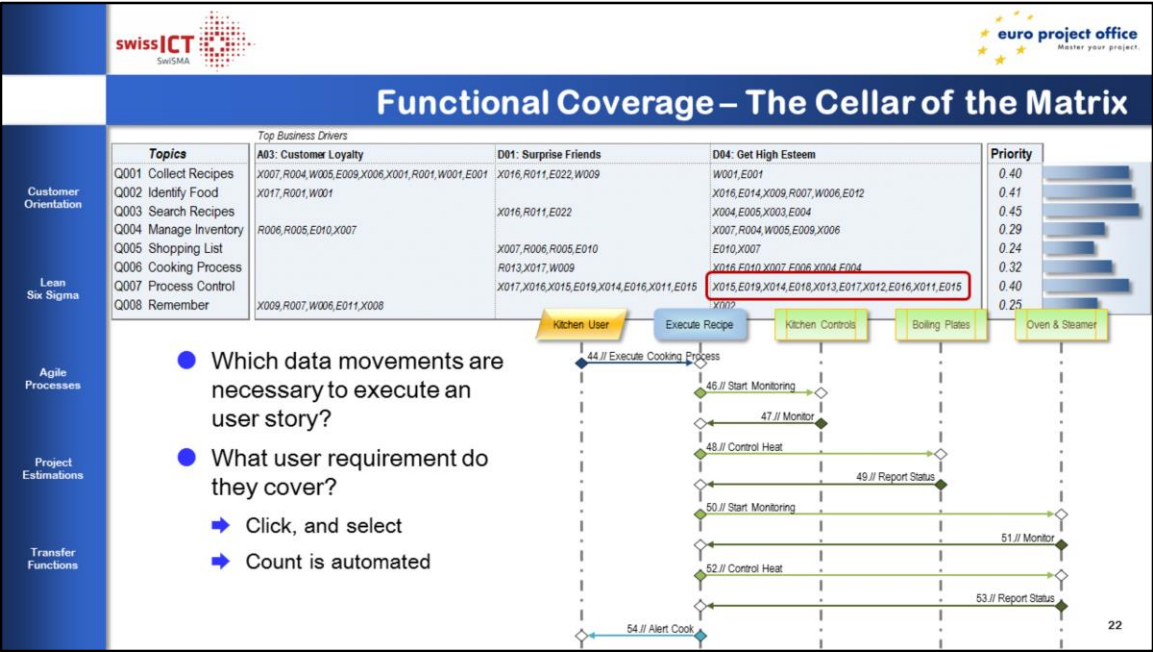 swissICT
SwiSMA
euro project office
Master your project.
Functional Coverage – The Cellar of the Matrix
Customer
Orientation
Lean
Six Sigma
Agile
Processes
Project
Estimations
Transfer
Functions
Top Business Drivers
Topics A03: Customer Loyalty D01: Surprise Friends D04: Get High Esteem Priority
Q001 Collect Recipes X007,R004,W005,E009,X006,X001,R001,W001,E001 X016,R011,E022,W009 W001,E001 0.40
Q002 Identify Food X017,R001,W001 X016,E014,X009,R007,W006,E012 0.41
Q003 Search Recipes X016,R011,E022 X004,E005,X003,E004 0.45
Q004 Manage Inventory R006,R005,E010,X007 X007,R004,W005,E009,X006 0.29
Q005 Shopping List X007,R006,R005,E010 E010,X007 0.24
Q006 Cooking Process R013,X017,W009 X016,E010,X007,E006,X004,E004 0.32
Q007 Process Control X017,X016,X015,E019,X014,E016,X011,E015 X015,E019,X014,E018,X013,E017,X012,E016,X011,E015 0.40
Q008 Remember X009,R007,W006,E011,X008 X002 0.25
Kitchen User Execute Recipe Kitchen Controls Boiling Plates Oven & Steamer
44.// Execute Cooking Process
46.// Start Monitoring
47.// Monitor
48.// Control Heat
49.// Report Status
50.// Start Monitoring
51.// Monitor
52.// Control Heat
53.// Report Status
54.// Alert Cook
Which data movements are
necessary to execute an
user story?
What user requirement do
they cover?
Click, and select
Count is automated
22